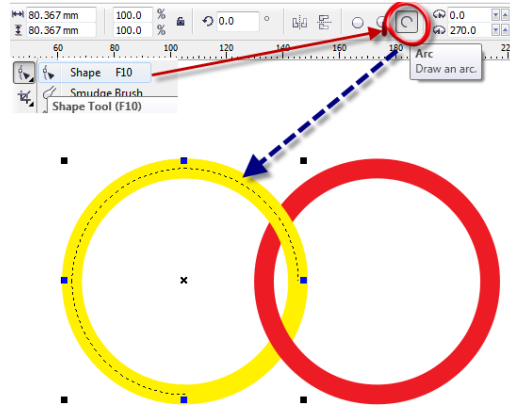 80.367 mm 100.0 % 0.0 ° 0.0
80.367 mm 100.0 % 270.0
60 80 100 120 140 160 180 22
Arc
Draw an arc.
Shape F10
Smudge Brush
Shape Tool (F10)